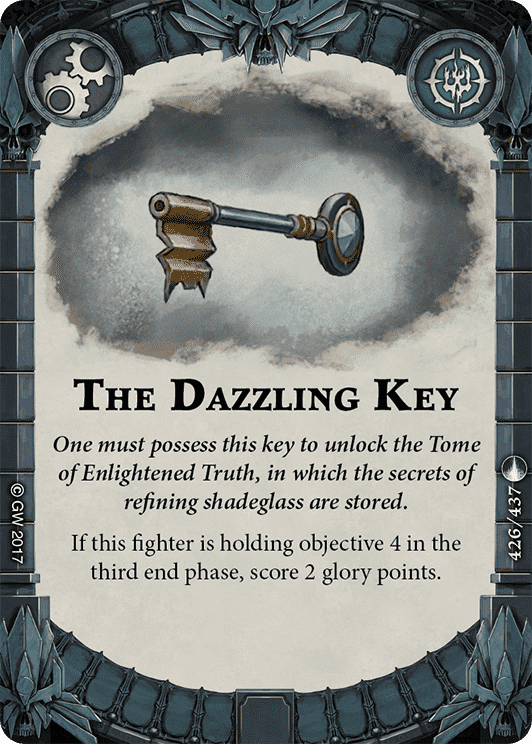 The Dazzling Key
One must possess this key to unlock the Tome
of Enlightened Truth, in which the secrets of
refining shadeglass are stored.
If this fighter is holding objective 4 in the
third end phase, score 2 glory points.
© GW 2017
426/437